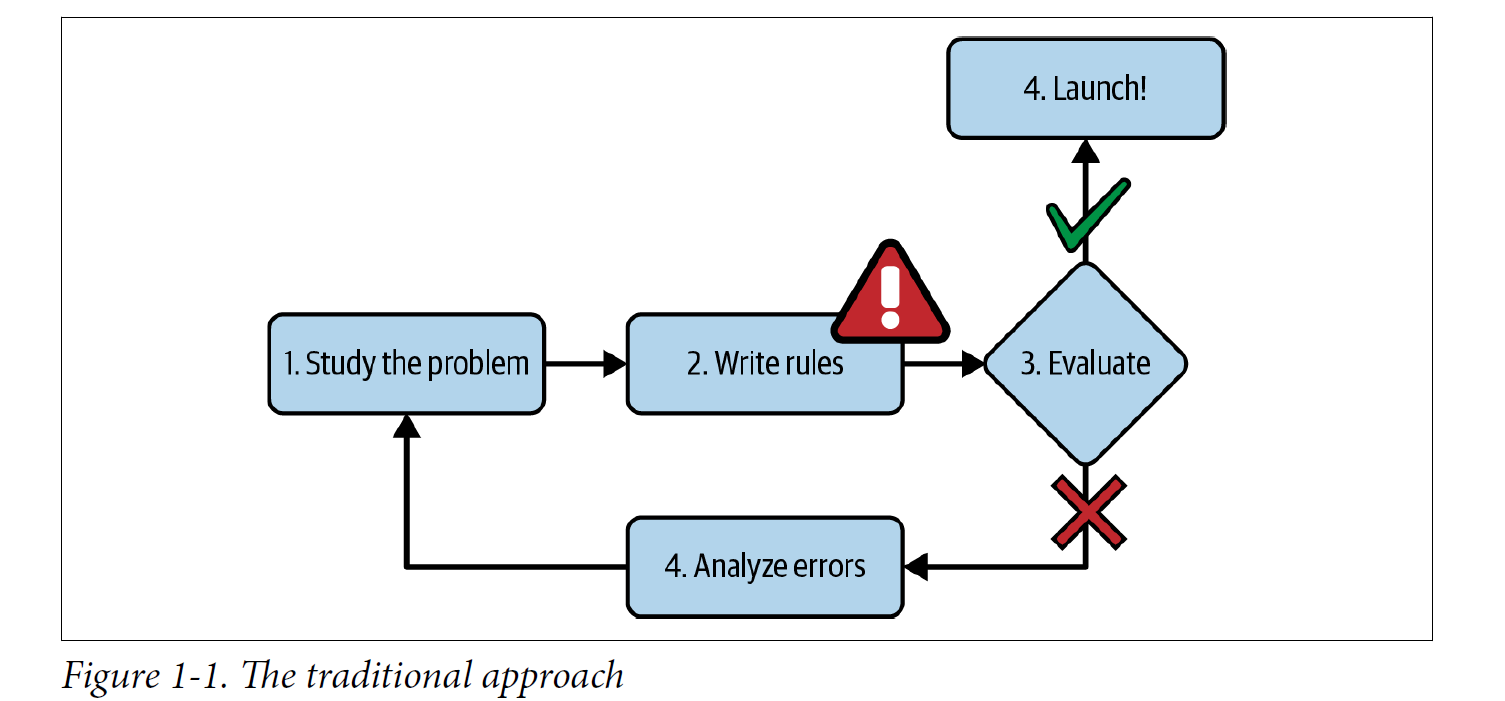 4. Launch!
1. Study the problem
2. Write rules
3. Evaluate
4. Analyze errors
Figure 1-1. The traditional approach